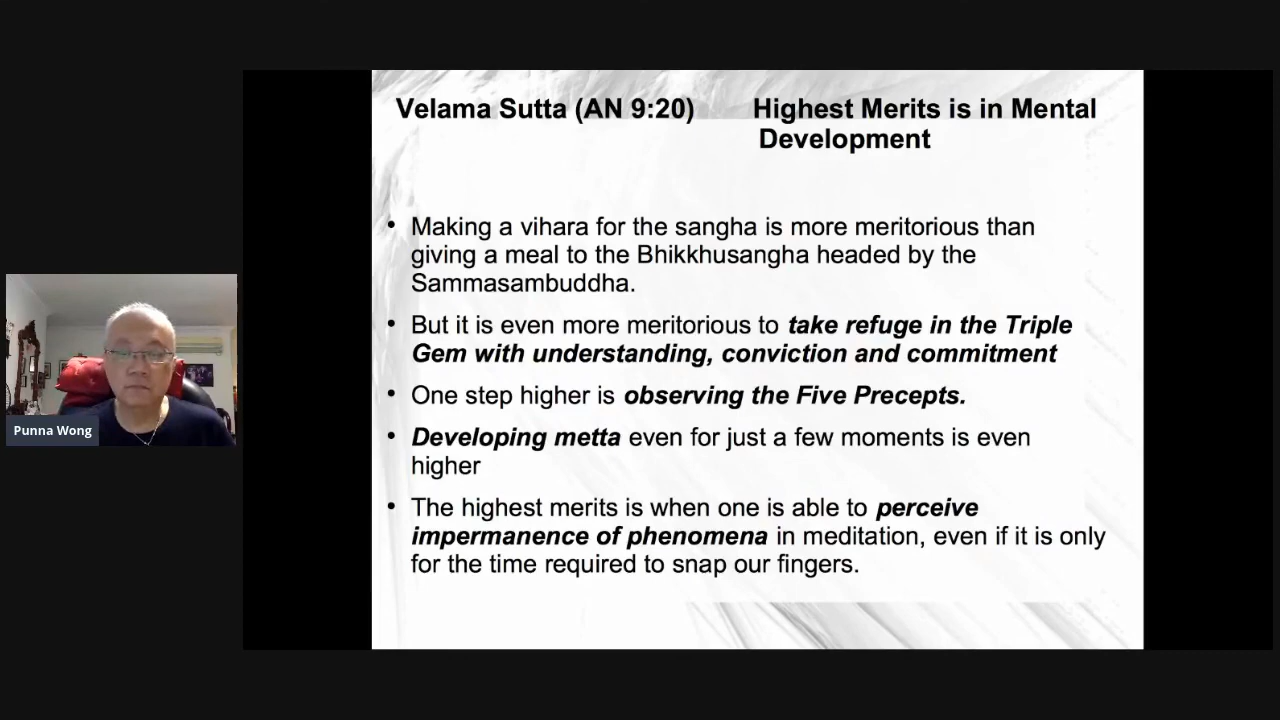 Velama Sutta (AN 9:20) Highest Merits is in Mental
Development
• Making a vihara for the sangha is more meritorious than
giving a meal to the Bhikkhusangha headed by the
Sammasambuddha.
• But it is even more meritorious to take refuge in the Triple
Gem with understanding, conviction and commitment
• One step higher is observing the Five Precepts.
• Developing metta even for just a few moments is even
higher
• The highest merits is when one is able to perceive
impermanence of phenomena in meditation, even if it is only
for the time required to snap our fingers.
Punna Wong